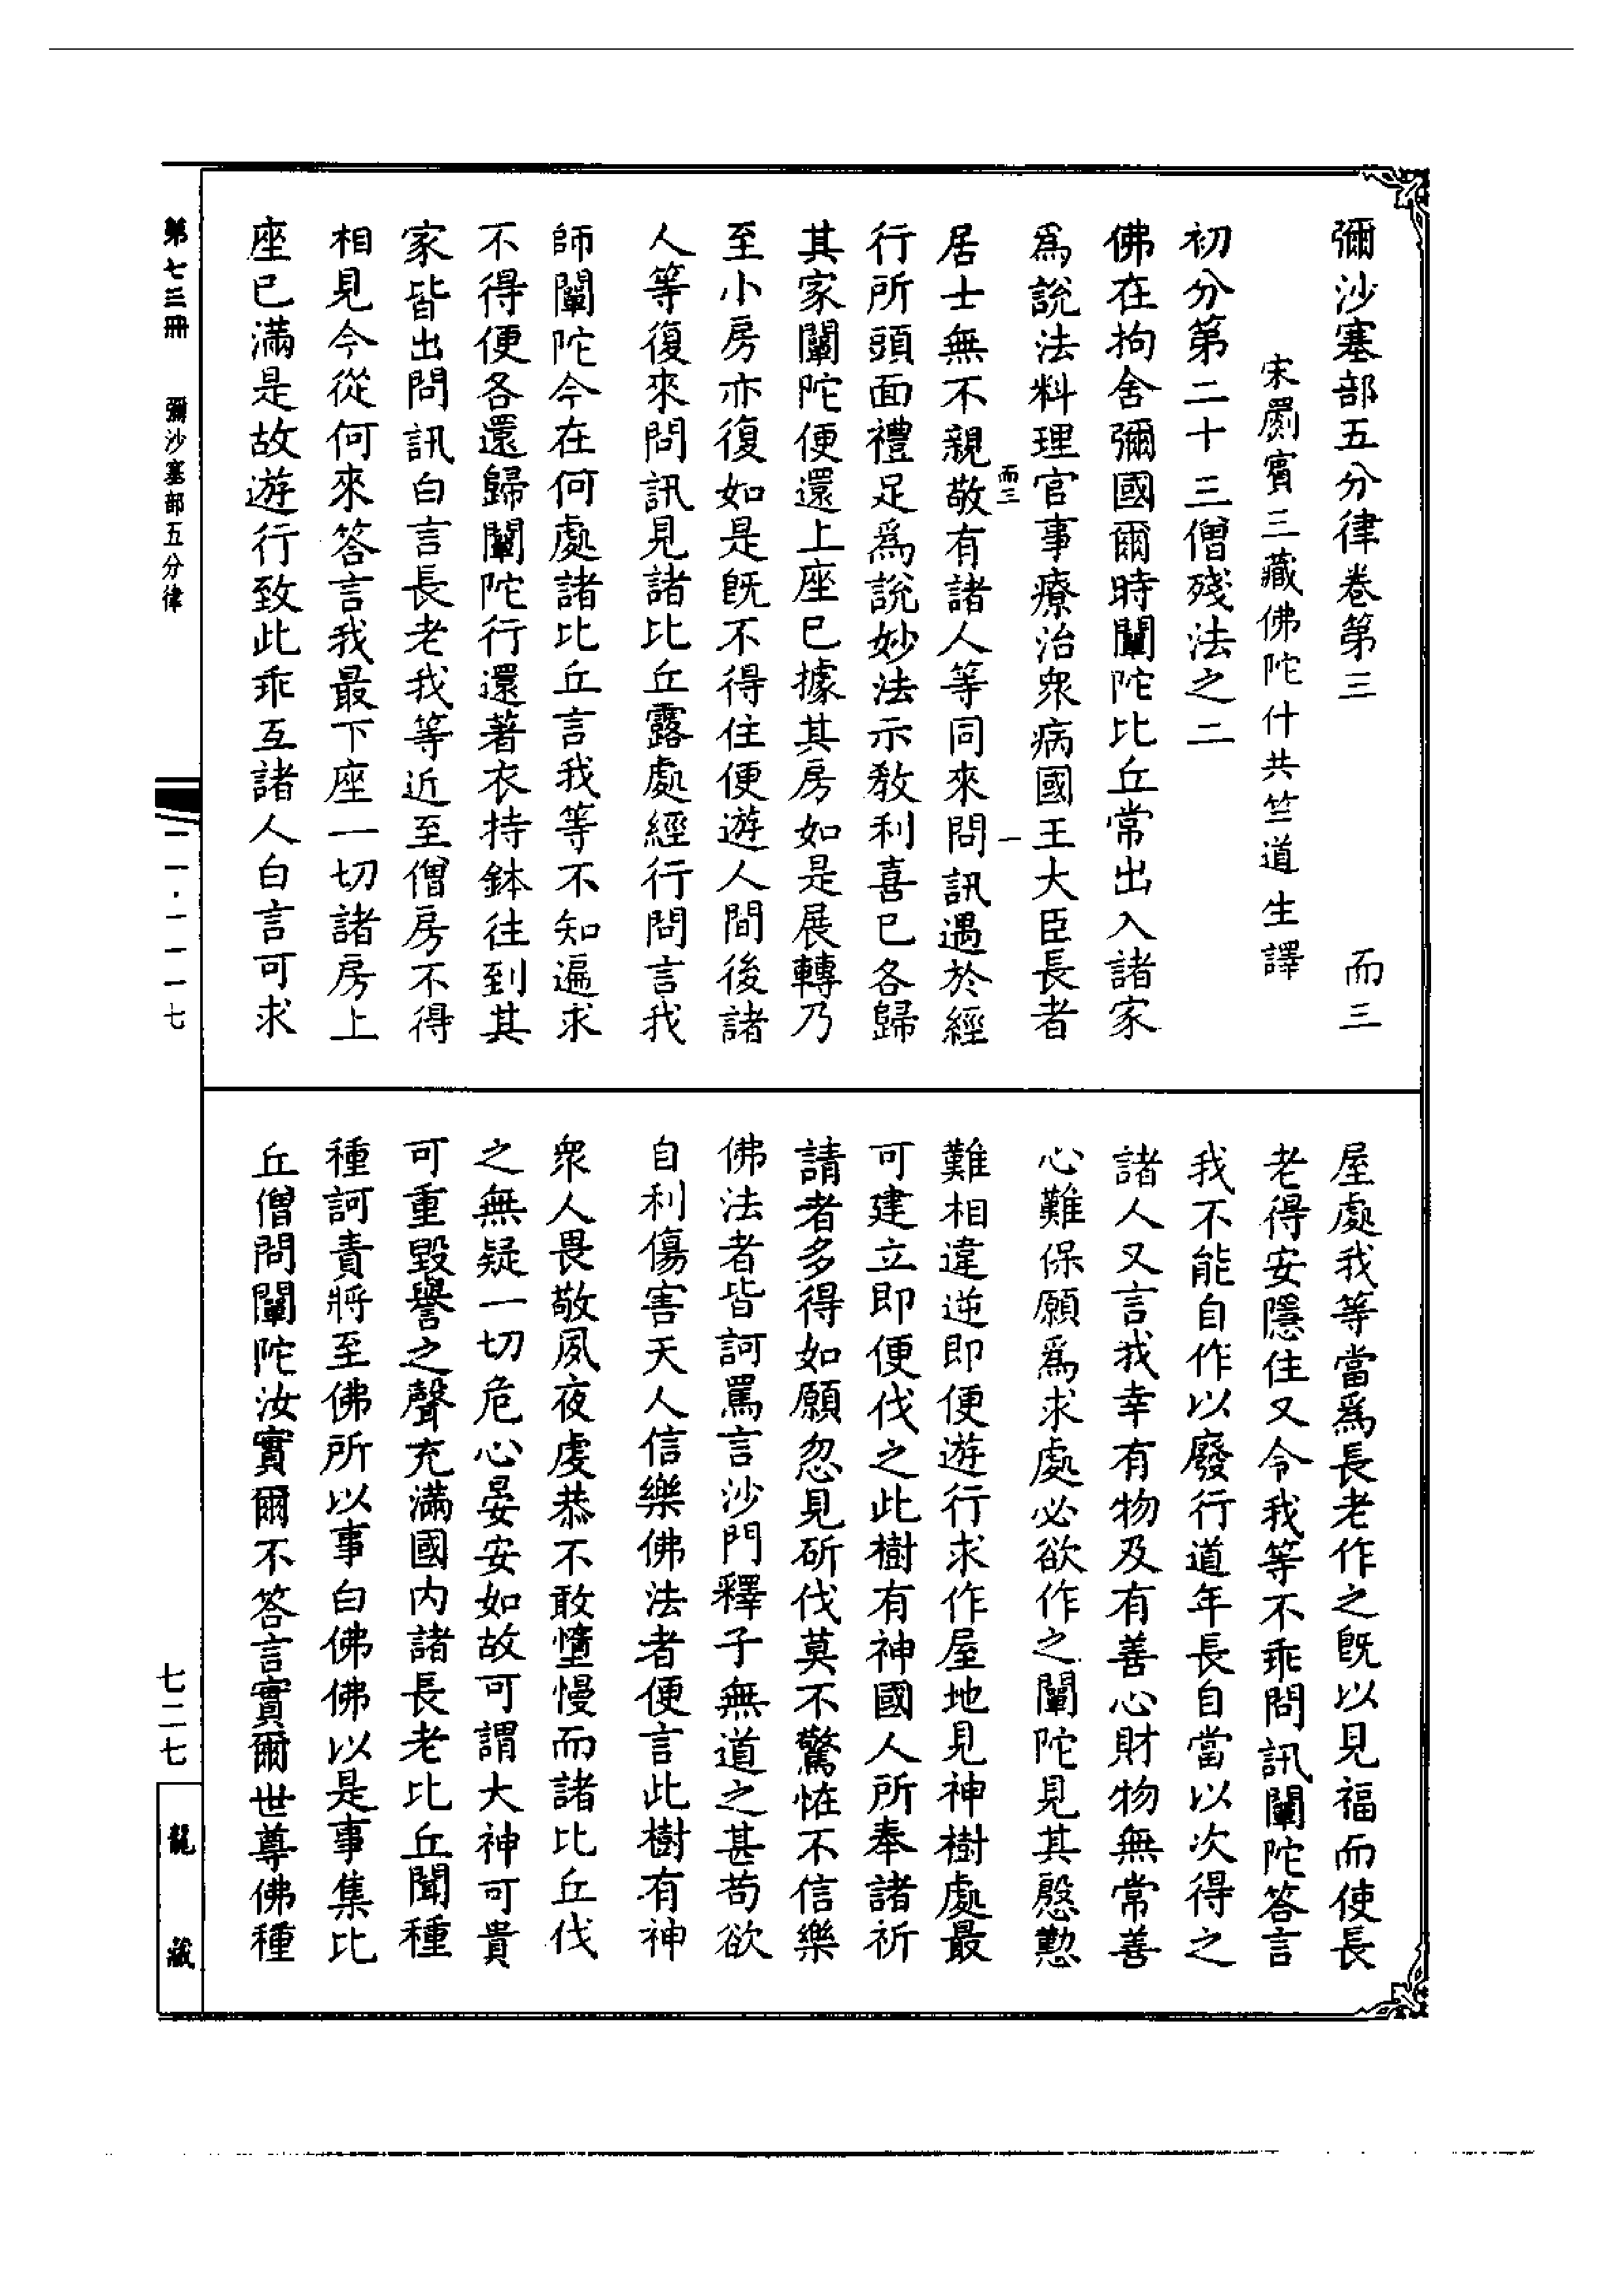 彌沙塞部五分律卷第三 而三
宋罽賓三藏佛陀什共竺道生譯
初分第二十三僧殘法之二
佛在拘舍彌國爾時闡陀比丘常出入諸家
爲說法料理官事療治衆病國王大臣長者
而三 一
居士無不親敬有諸人等同來問訊遇於經
行所頭面禮足爲說妙法示教利喜已各歸
其家闡陀便還上座已據其房如是展轉乃
至小房亦復如是旣不得住便遊人間後諸
人等復來問訊見諸比丘露處經行問言我
師闡陀今在何處諸比丘言我等不知遍求
不得便各還歸闡陀行還著衣持鉢往到其
家皆出問訊白言長老我等近至僧房不得
相見今從何來答言我最下座一切諸房上
座已滿是故遊行致此乖互諸人白言可求
屋處我等當爲長老作之旣以見福而使長
老得安隱住又令我等不乖問訊闡陀答言
我不能自作以廢行道年長自當以次得之
諸人又言我幸有物及有善心財物無常善
心難保願爲求處必欲作之闡陀見其慇懃
難相違逆即便遊行求作屋地見神樹處最
可建立即便伐之此樹有神國人所奉諸祈
請者多得如願忽見斫伐莫不驚恠不信樂
佛法者皆訶罵言沙門釋子無道之甚苟欲
自利傷害天人信樂佛法者便言此樹有神
衆人畏敬夙夜虔恭不敢憻慢而諸比丘伐
之無疑一切危心晏安如故可謂大神可貴
可重毀譽之聲充滿國內諸長老比丘聞種
種訶責將至佛所以事白佛佛以是事集比
丘僧問闡陀汝實爾不答言實爾世尊佛種
第七三冊 彌沙塞部五分律 一一·一一一七
七二七
龍藏